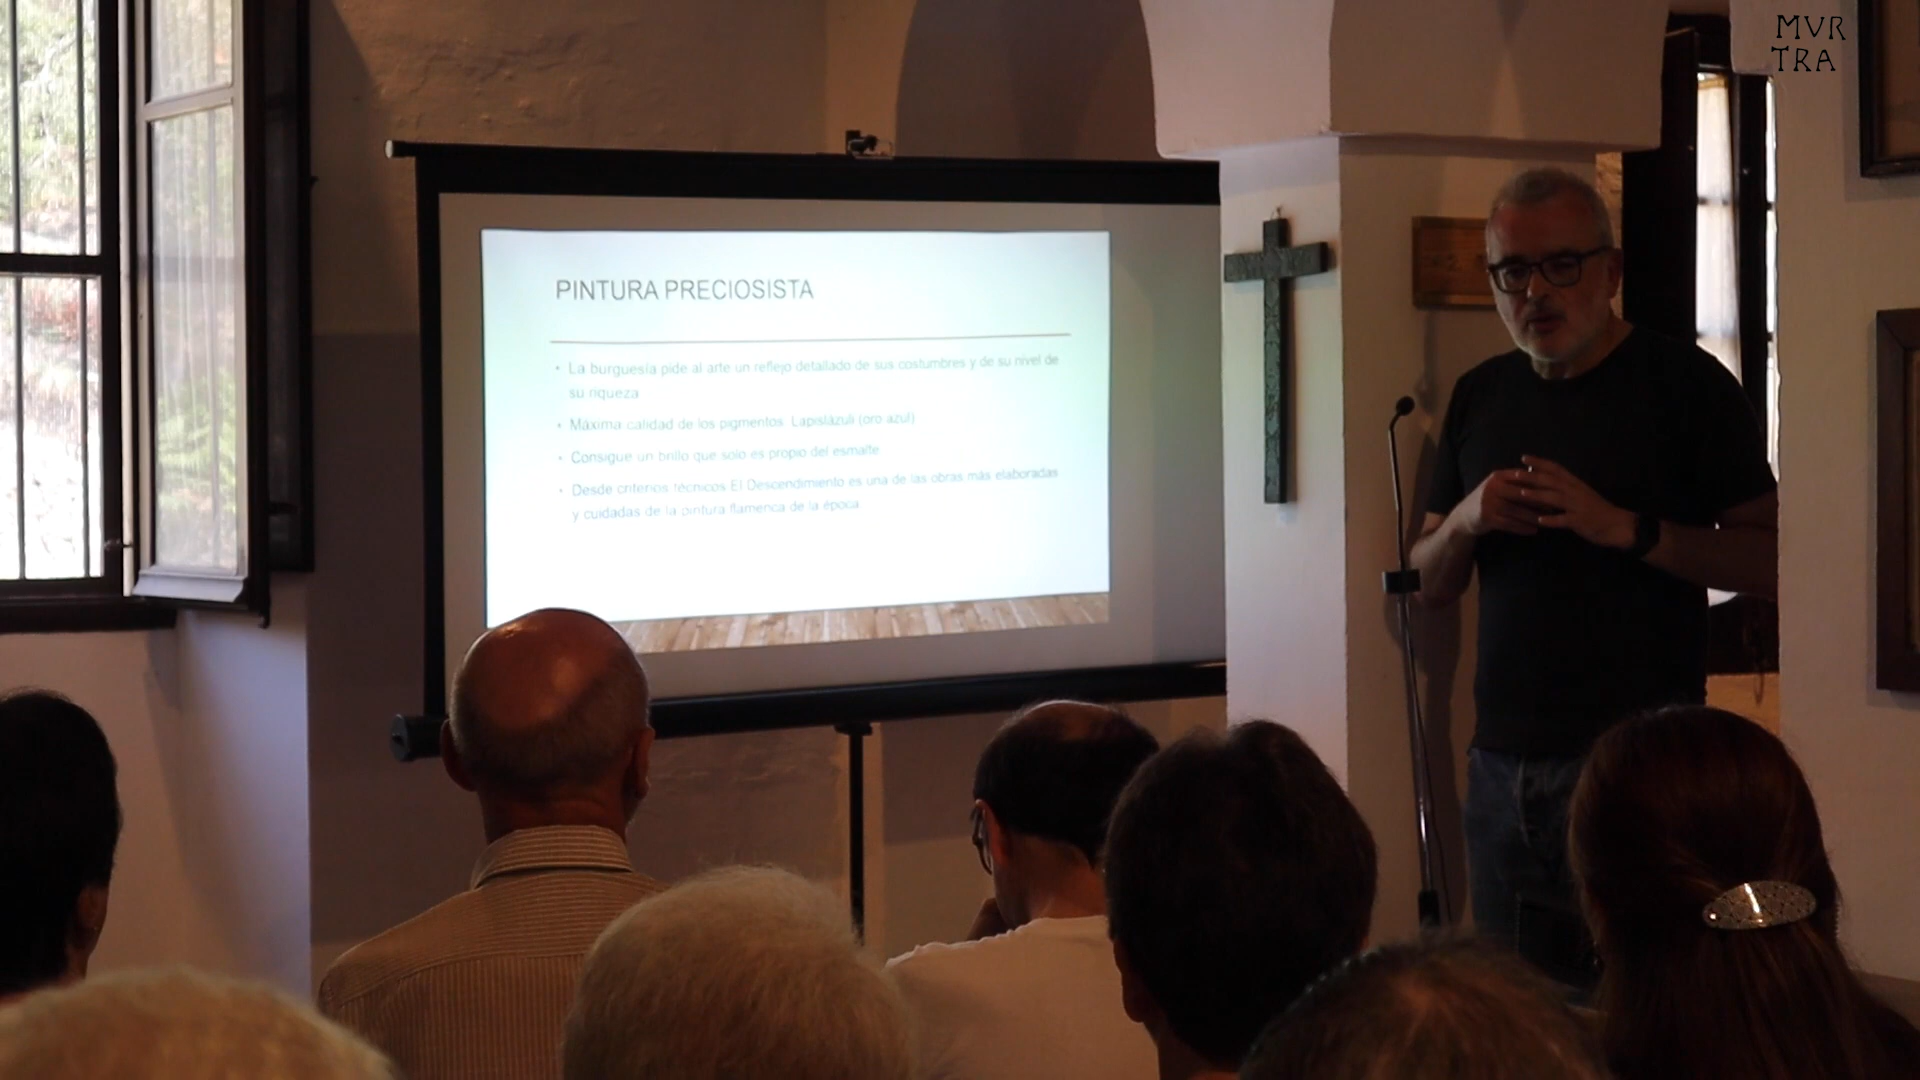 MVR
TRA
PINTURA PRECIOSISTA
• La burguesía pide al arte un reflejo detallado de sus costumbres y de su nivel de
su riqueza
• Máxima calidad de los pigmentos. Lapislázuli (oro azul)
• Consigue un brillo que solo es propio del esmalte
• Desde criterios técnicos El Descendimiento es una de las obras más elaboradas
y cuidadas de la pintura flamenca de la época